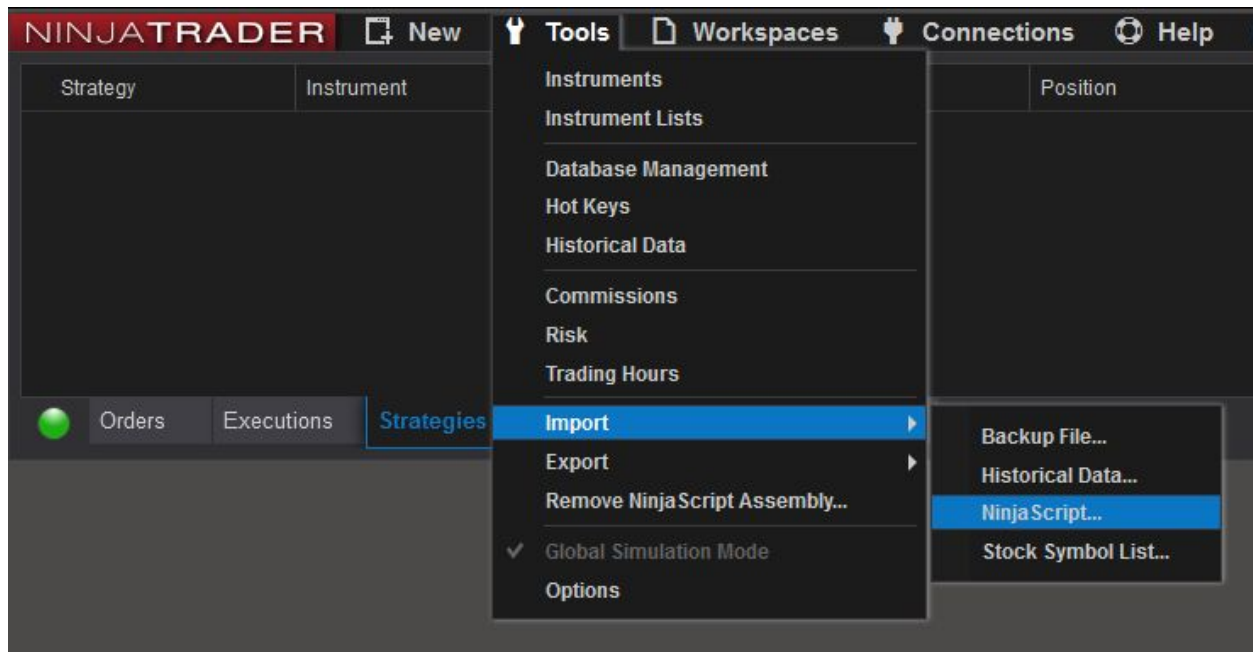 NINJATRADER New Tools Workspaces Connections Help
Strategy Instrument Position
Instruments
Instrument Lists
Database Management
Hot Keys
Historical Data
Commissions
Risk
Trading Hours
Orders Executions Strategies
Import
Export
Remove NinjaScript Assembly...
Global Simulation Mode
Options
Backup File...
Historical Data...
NinjaScript...
Stock Symbol List...